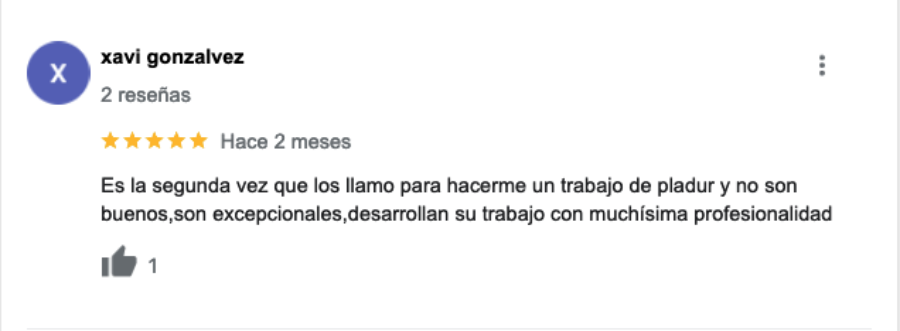 X
xavi gonzalvez
2 reseñas
Hace 2 meses
Es la segunda vez que los llamo para hacerme un trabajo de pladur y no son
buenos,son excepcionales,desarrollan su trabajo con muchísima profesionalidad
1